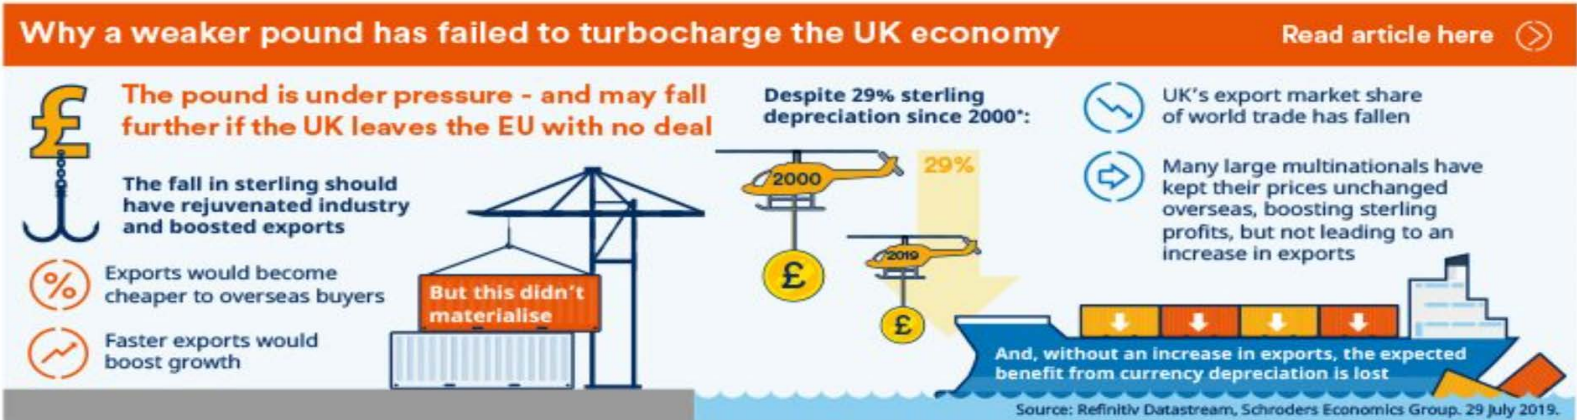 Why a weaker pound has failed to turbocharge the UK economy
Read article here
£
The pound is under pressure - and may fall
further if the UK leaves the EU with no deal
The fall in sterling should
have rejuvenated industry
and boosted exports
%
Exports would become
cheaper to overseas buyers
Faster exports would
boost growth
But this didn't
materialise
Despite 29% sterling
depreciation since 2000*:
2000
£
29%
2019
£
UK's export market share
of world trade has fallen
Many large multinationals have
kept their prices unchanged
overseas, boosting sterling
profits, but not leading to an
increase in exports
And, without an increase in exports, the expected
benefit from currency depreciation is lost
Source: Refinitiv Datastream, Schroders Economics Group. 29 July 2019.